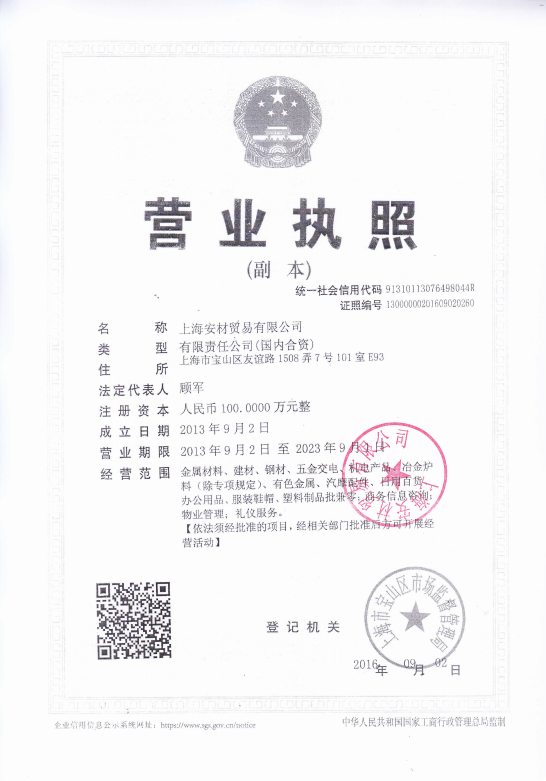 营业执照
(副 本)
统一社会信用代码 91310113076498044R
证照编号 13000000201609020280
名 称 上海安材贸易有限公司
类 型 有限责任公司(国内合资)
住 所 上海市宝山区友谊路 1508 弄 7 号 101 室 E93
法定代表人 顾军
注册资本 人民币 100.0000 万元整
成立日期 2013 年 9 月 2 日
营业期限 2013 年 9 月 2 日 至 2023 年 9 月 1 日
经营范围 金属材料、建材、钢材、五金交电、机电产品、冶金炉
料（除专项规定）、有色金属、汽摩配件、日用百货、
办公用品、服装鞋帽、塑料制品批兼零；商务信息咨询；
物业管理；礼仪服务。
【依法须经批准的项目，经相关部门批准后方可开展经
营活动】
上海安材贸易有限公司
登记机关
上海市宝山区市场监督管理局
2016 年 09 月 02 日
企业信用信息公示系统网址：https://www.sgs.gov.cn/notice
中华人民共和国国家工商行政管理总局监制